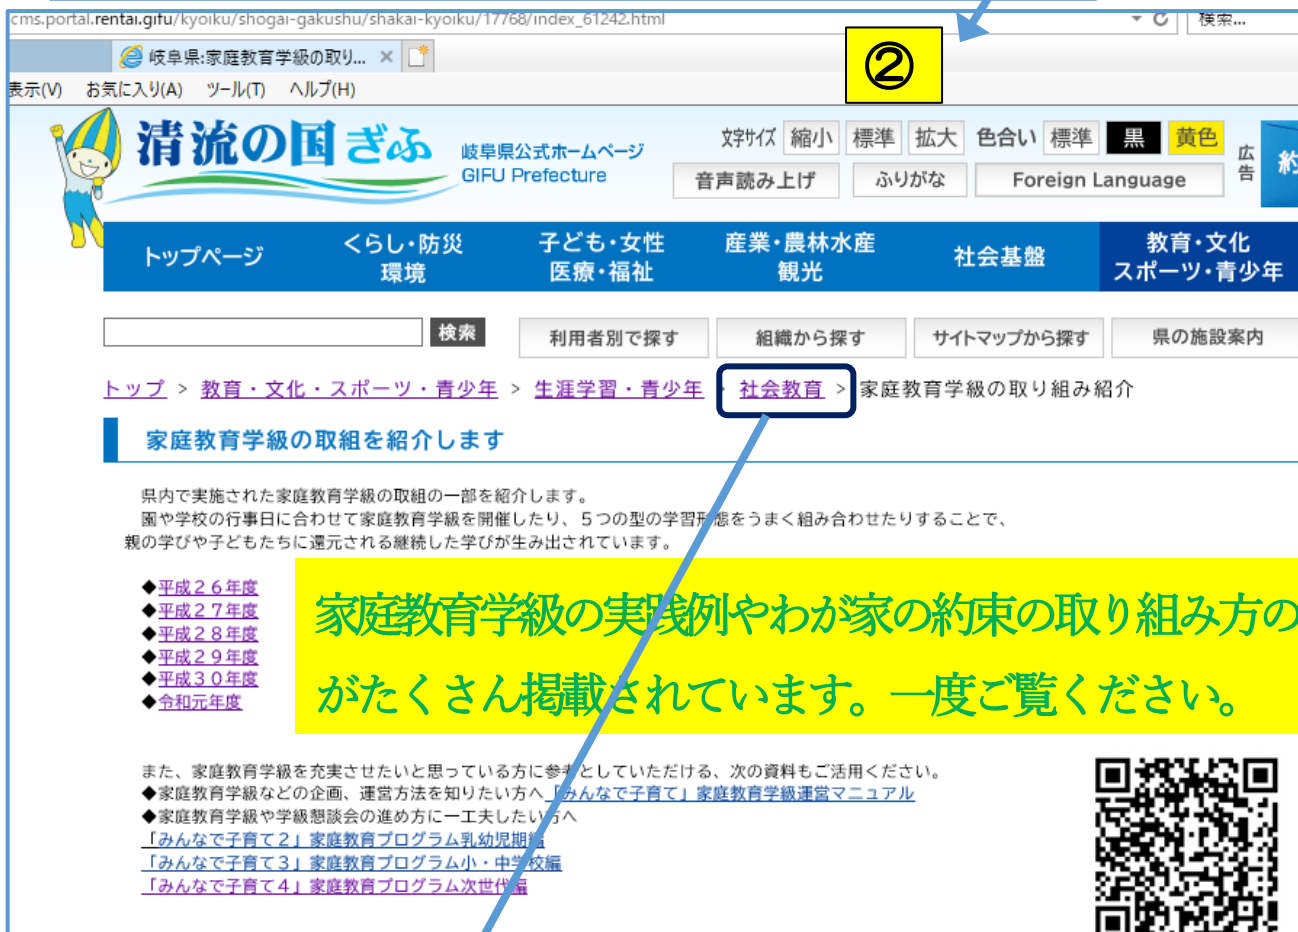 cms.portal.rentai.gifu/kyoiku/shogai-gakushu/shakai-kyoiku/17768/index_61242.html
検索...
岐阜県:家庭教育学級の取り...
②
表示(V) お気に入り(A) ツール(T) ヘルプ(H)
清流の国ぎふ
岐阜県公式ホームページ
GIFU Prefecture
文字サイズ 縮小 標準 拡大 色合い 標準 黒 黄色
音声読み上げ ふりがな Foreign Language
広告
約
トップページ
くらし・防災
環境
子ども・女性
医療・福祉
産業・農林水産
観光
社会基盤
教育・文化
スポーツ・青少年
検索 利用者別で探す 組織から探す サイトマップから探す 県の施設案内
トップ > 教育・文化・スポーツ・青少年 > 生涯学習・青少年 > 社会教育 > 家庭教育学級の取り組み紹介
家庭教育学級の取組を紹介します
県内で実施された家庭教育学級の取組の一部を紹介します。
園や学校の行事日に合わせて家庭教育学級を開催したり、５つの型の学習形態をうまく組み合わせたりすることで、
親の学びや子どもたちに還元される継続した学びが生み出されています。
◆平成２６年度
◆平成２７年度
◆平成２８年度
◆平成２９年度
◆平成３０年度
◆令和元年度
家庭教育学級の実践例やわが家の約束の取り組み方の
がたくさん掲載されています。一度ご覧ください。
また、家庭教育学級を充実させたいと思っている方に参考としていただける、次の資料もご活用ください。
◆家庭教育学級などの企画、運営方法を知りたい方へ「みんなで子育て」家庭教育学級運営マニュアル
◆家庭教育学級や学級懇談会の進め方に一工夫したい方へ
「みんなで子育て２」家庭教育プログラム乳幼児期編
「みんなで子育て３」家庭教育プログラム小・中学校編
「みんなで子育て４」家庭教育プログラム次世代編